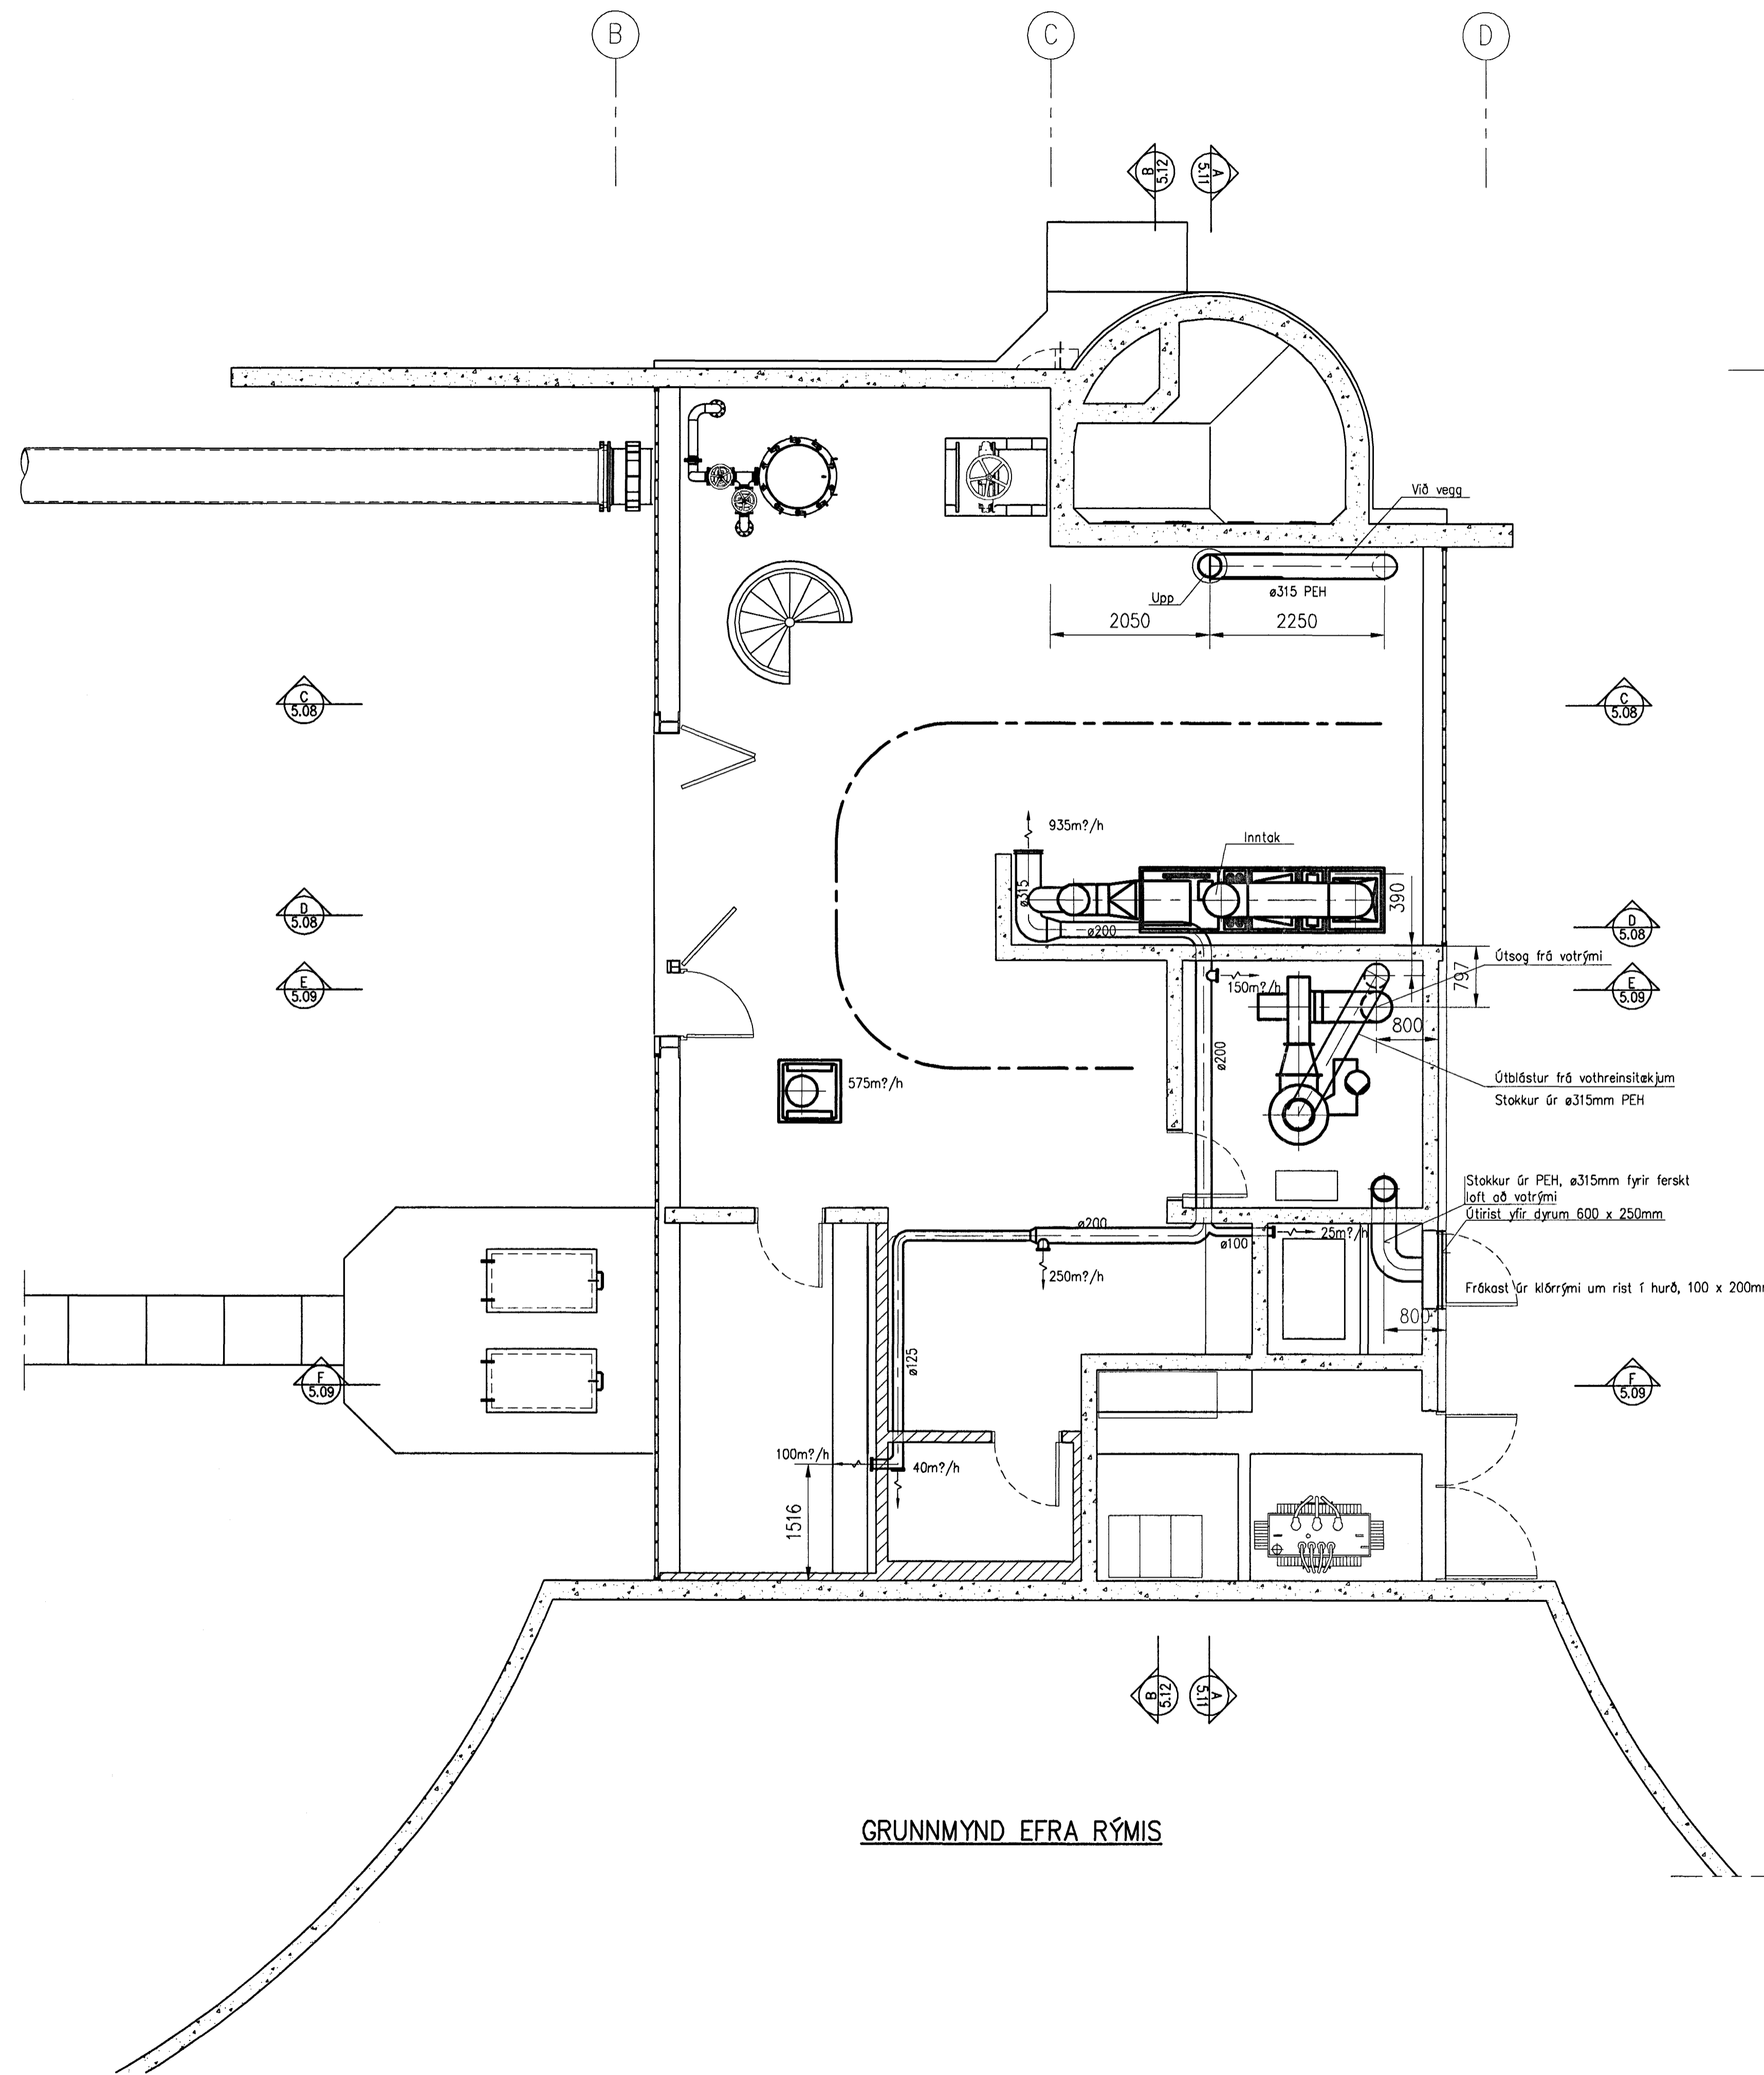 B
C
D
B
5.12
A
5.11
Við vegg
Upp
ø315 PEH
2050
2250
C
5.08
C
5.08
935m?/h
Inntak
ø315
390
ø200
D
5.08
D
5.08
Útsog frá votrými
797
150m?/h
E
5.09
E
5.09
800
ø200
575m?/h
Útblástur frá vothreinsitækjum
Stokkur úr ø315mm PEH
Stokkur úr PEH, ø315mm fyrir ferskt
loft að votrými
Útirist yfir dyrum 600 x 250mm
ø200
ø100
25m?/h
250m?/h
Frákast úr klórrými um rist í hurð, 100 x 200m
800
ø125
F
5.09
F
5.09
100m?/h
40m?/h
1516
B
5.12
A
5.11
GRUNNMYND EFRA RÝMIS